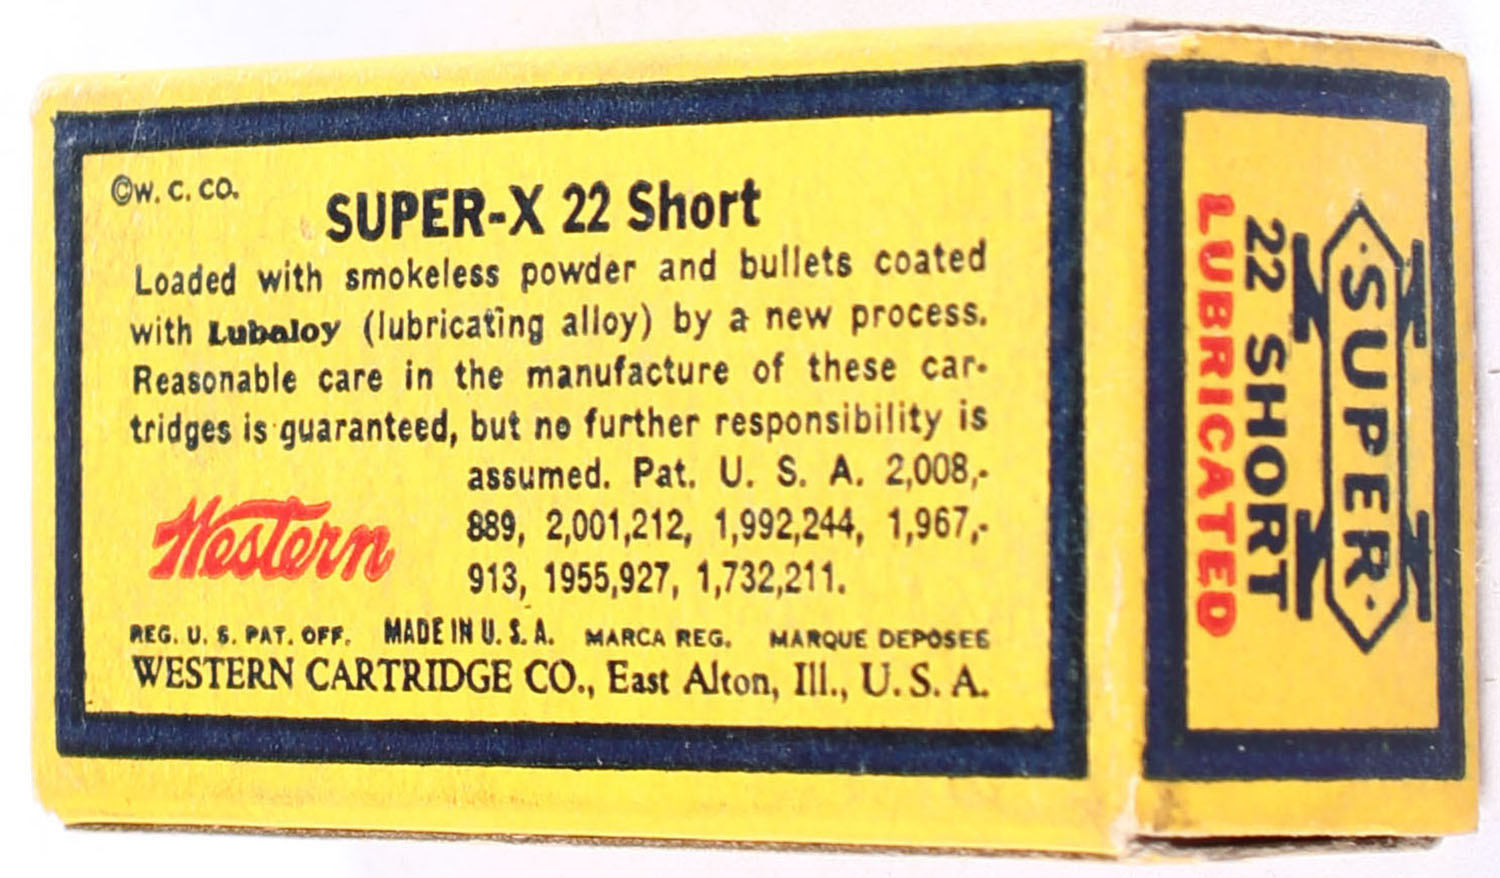 ©W. C. CO.
SUPER-X 22 Short
Loaded with smokeless powder and bullets coated
with Lubaloy (lubricating alloy) by a new process.
Reasonable care in the manufacture of these car-
tridges is guaranteed, but no further responsibility is
assumed. Pat. U. S. A. 2,008,-
889, 2,001,212, 1,992,244, 1,967,-
913, 1955,927, 1,732,211.
Western
REG. U. S. PAT. OFF. MADE IN U. S. A. MARCA REG. MARQUE DEPOSEE
WESTERN CARTRIDGE CO., East Alton, Ill., U. S. A.
·SUPER·
X X
22 SHORT
LUBRICATED